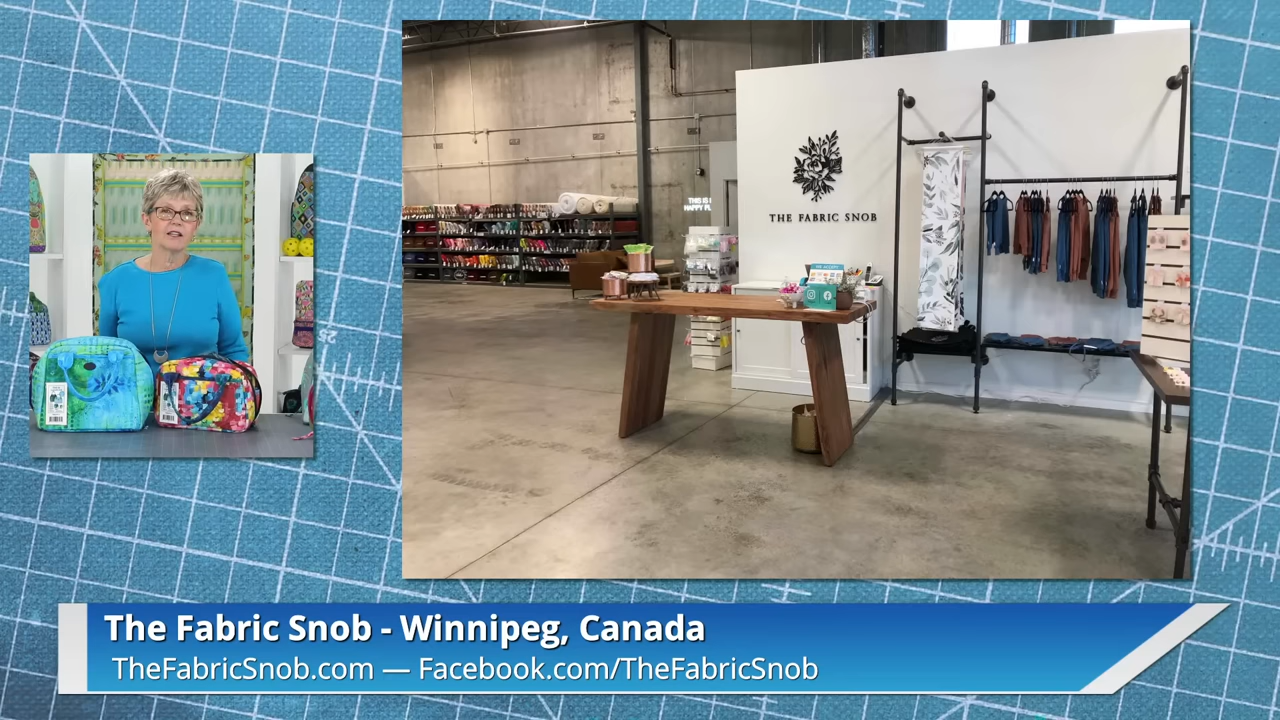 THE FABRIC SNOB
The Fabric Snob - Winnipeg, Canada
TheFabricSnob.com — Facebook.com/TheFabricSnob